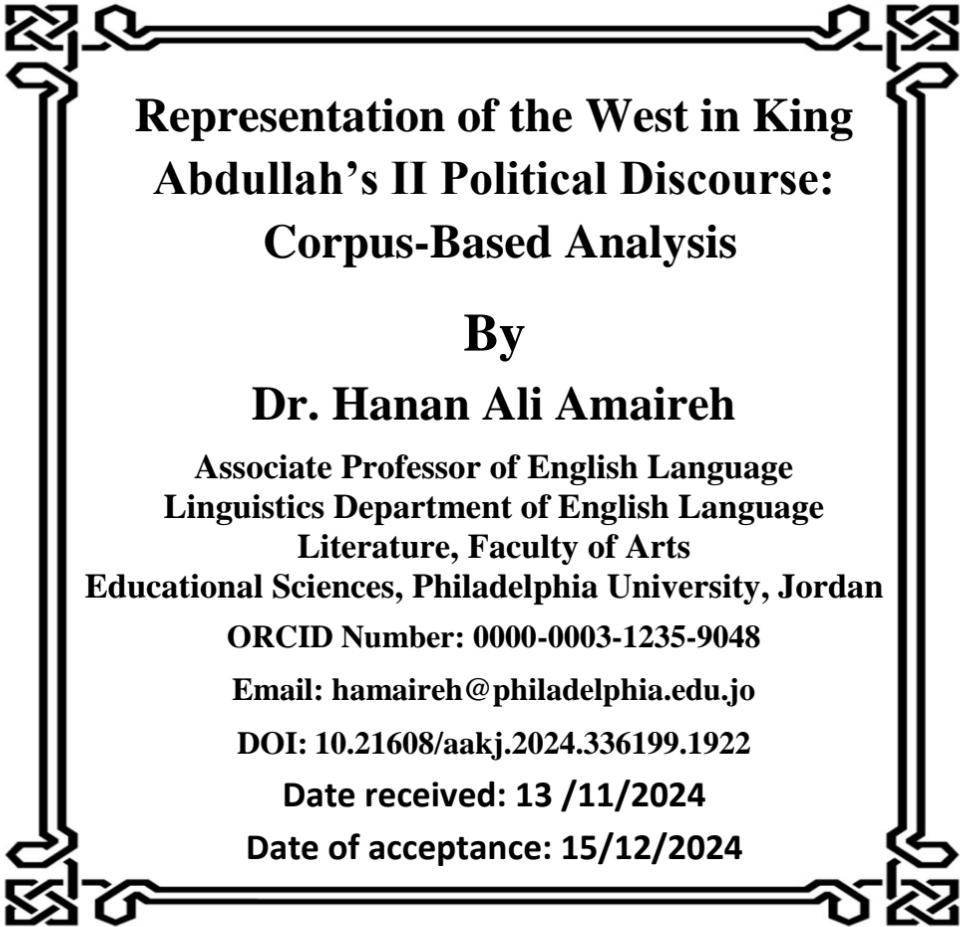 Representation of the West in King
Abdullah’s II Political Discourse:
Corpus-Based Analysis
By
Dr. Hanan Ali Amaireh
Associate Professor of English Language
Linguistics Department of English Language
Literature, Faculty of Arts
Educational Sciences, Philadelphia University, Jordan
ORCID Number: 0000-0003-1235-9048
Email: hamaireh@philadelphia.edu.jo
DOI: 10.21608/aakj.2024.336199.1922
Date received: 13 /11/2024
Date of acceptance: 15/12/2024